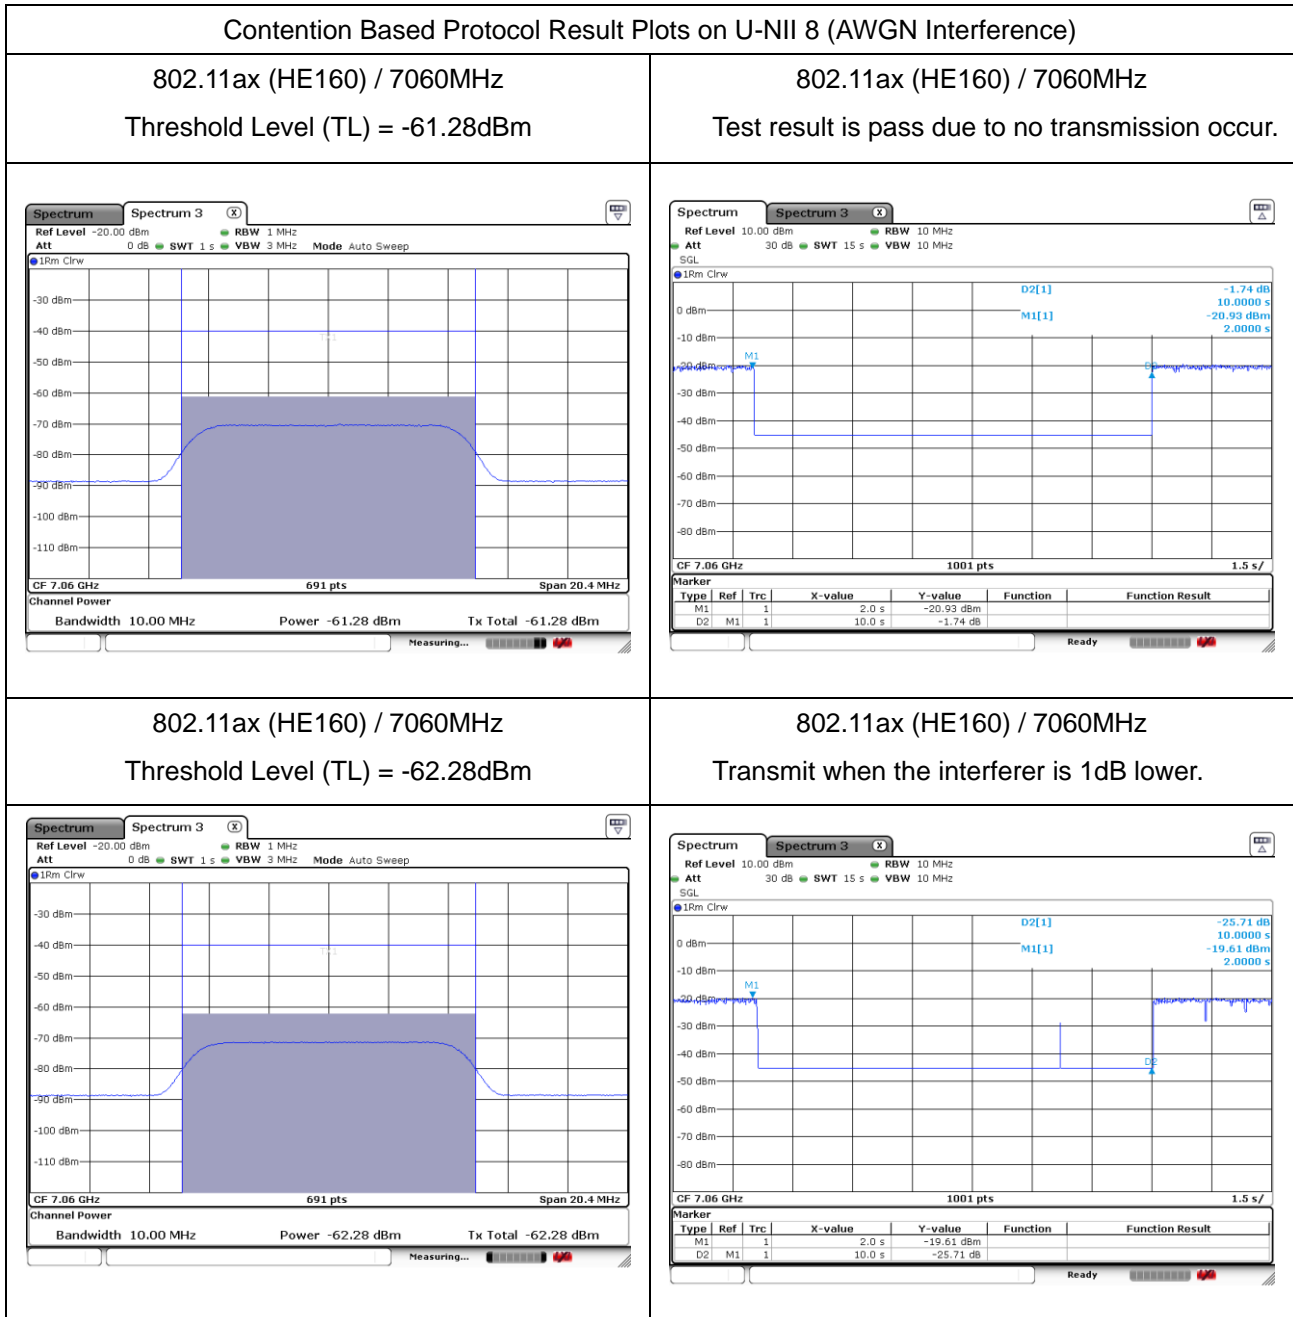 Contention Based Protocol Result Plots on U-NII 8 (AWGN Interference)
802.11ax (HE160) / 7060MHz
Threshold Level (TL) = -61.28dBm
802.11ax (HE160) / 7060MHz
Test result is pass due to no transmission occur.
Spectrum Spectrum 3 X
Ref Level -20.00 dBm RBW 1 MHz
Att 0 dB SWT 1 s VBW 3 MHz Mode Auto Sweep
1Rm Clrw
-30 dBm
-40 dBm
-50 dBm
-60 dBm
-70 dBm
-80 dBm
-90 dBm
-100 dBm
-110 dBm
CF 7.06 GHz 691 pts Span 20.4 MHz
Channel Power
Bandwidth 10.00 MHz Power -61.28 dBm Tx Total -61.28 dBm
Measuring...
Spectrum Spectrum 3 X
Ref Level 10.00 dBm RBW 10 MHz
Att 30 dB SWT 15 s VBW 10 MHz
SGL
1Rm Clrw
D2[1] -1.74 dB
10.0000 s
M1[1] -20.93 dBm
2.0000 s
0 dBm
-10 dBm
M1
-20 dBm
D2
-30 dBm
-40 dBm
-50 dBm
-60 dBm
-70 dBm
-80 dBm
CF 7.06 GHz 1001 pts 1.5 s/
Marker
Type Ref Trc X-value Y-value Function Function Result
M1 1 2.0 s -20.93 dBm
D2 M1 1 10.0 s -1.74 dB
Ready
802.11ax (HE160) / 7060MHz
Threshold Level (TL) = -62.28dBm
802.11ax (HE160) / 7060MHz
Transmit when the interferer is 1dB lower.
Spectrum Spectrum 3 X
Ref Level -20.00 dBm RBW 1 MHz
Att 0 dB SWT 1 s VBW 3 MHz Mode Auto Sweep
1Rm Clrw
-30 dBm
-40 dBm
-50 dBm
-60 dBm
-70 dBm
-80 dBm
-90 dBm
-100 dBm
-110 dBm
CF 7.06 GHz 691 pts Span 20.4 MHz
Channel Power
Bandwidth 10.00 MHz Power -62.28 dBm Tx Total -62.28 dBm
Measuring...
Spectrum Spectrum 3 X
Ref Level 10.00 dBm RBW 10 MHz
Att 30 dB SWT 15 s VBW 10 MHz
SGL
1Rm Clrw
D2[1] -25.71 dB
10.0000 s
M1[1] -19.61 dBm
2.0000 s
0 dBm
-10 dBm
M1
-20 dBm
-30 dBm
-40 dBm
D2
-50 dBm
-60 dBm
-70 dBm
-80 dBm
CF 7.06 GHz 1001 pts 1.5 s/
Marker
Type Ref Trc X-value Y-value Function Function Result
M1 1 2.0 s -19.61 dBm
D2 M1 1 10.0 s -25.71 dB
Ready